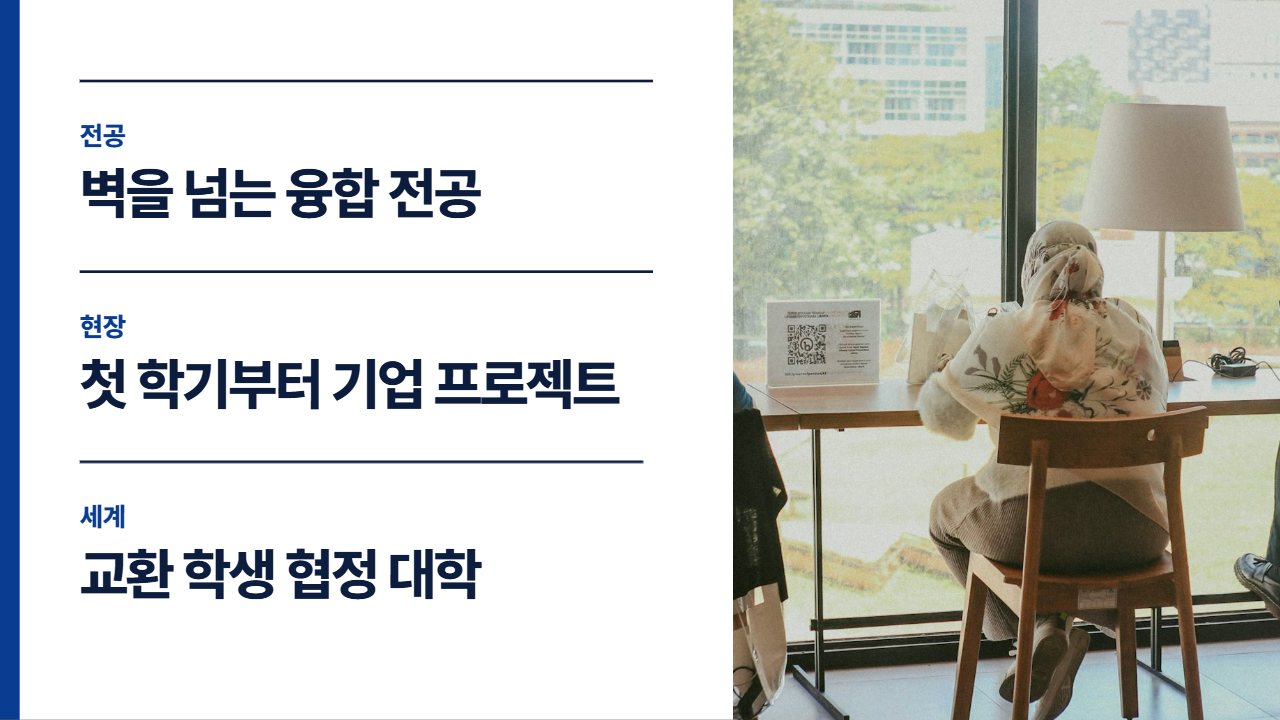 전공
벽을 넘는 융합 전공
현장
첫 학기부터 기업 프로젝트
세계
교환 학생 협정 대학